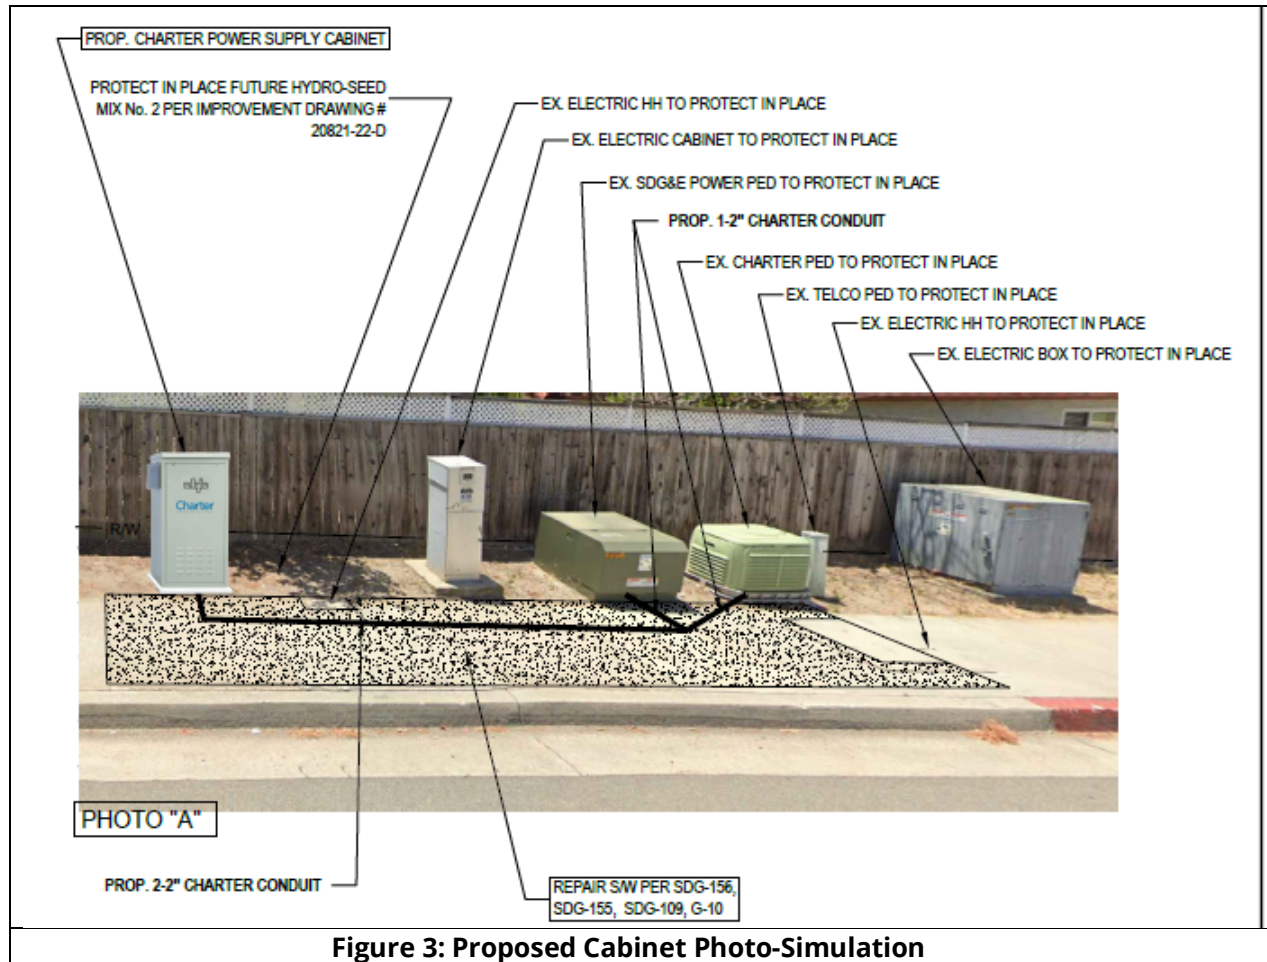 PROP. CHARTER POWER SUPPLY CABINET
PROTECT IN PLACE FUTURE HYDRO-SEED
MIX No. 2 PER IMPROVEMENT DRAWING #
20821-22-D
EX. ELECTRIC HH TO PROTECT IN PLACE
EX. ELECTRIC CABINET TO PROTECT IN PLACE
EX. SDG&E POWER PED TO PROTECT IN PLACE
PROP. 1-2" CHARTER CONDUIT
EX. CHARTER PED TO PROTECT IN PLACE
EX. TELCO PED TO PROTECT IN PLACE
EX. ELECTRIC HH TO PROTECT IN PLACE
EX. ELECTRIC BOX TO PROTECT IN PLACE
Charter
R/W
PHOTO "A"
PROP. 2-2" CHARTER CONDUIT
REPAIR S/W PER SDG-156,
SDG-155, SDG-109, G-10
Figure 3: Proposed Cabinet Photo-Simulation